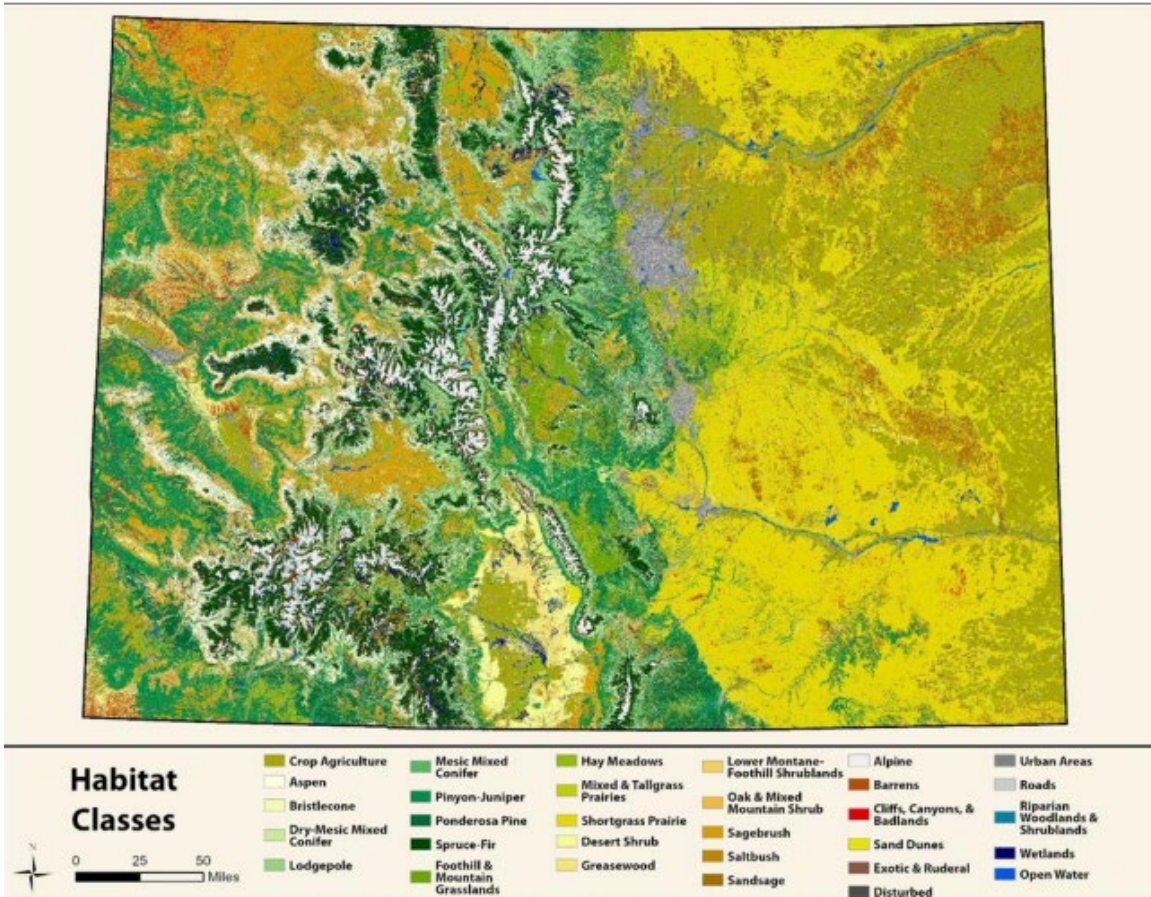 Habitat
Classes
N
0 25 50
Miles
Crop Agriculture
Aspen
Bristlecone
Dry-Mesic Mixed
Conifer
Lodgepole
Mesic Mixed
Conifer
Pinyon-Juniper
Ponderosa Pine
Spruce-Fir
Foothill &
Mountain
Grasslands
Hay Meadows
Mixed & Tallgrass
Prairies
Shortgrass Prairie
Desert Shrub
Greasewood
Lower Montane-
Foothill Shrublands
Oak & Mixed
Mountain Shrub
Sagebrush
Saltbush
Sandsage
Alpine
Barrens
Cliffs, Canyons, &
Badlands
Sand Dunes
Exotic & Ruderal
Disturbed
Urban Areas
Roads
Riparian
Woodlands &
Shrublands
Wetlands
Open Water